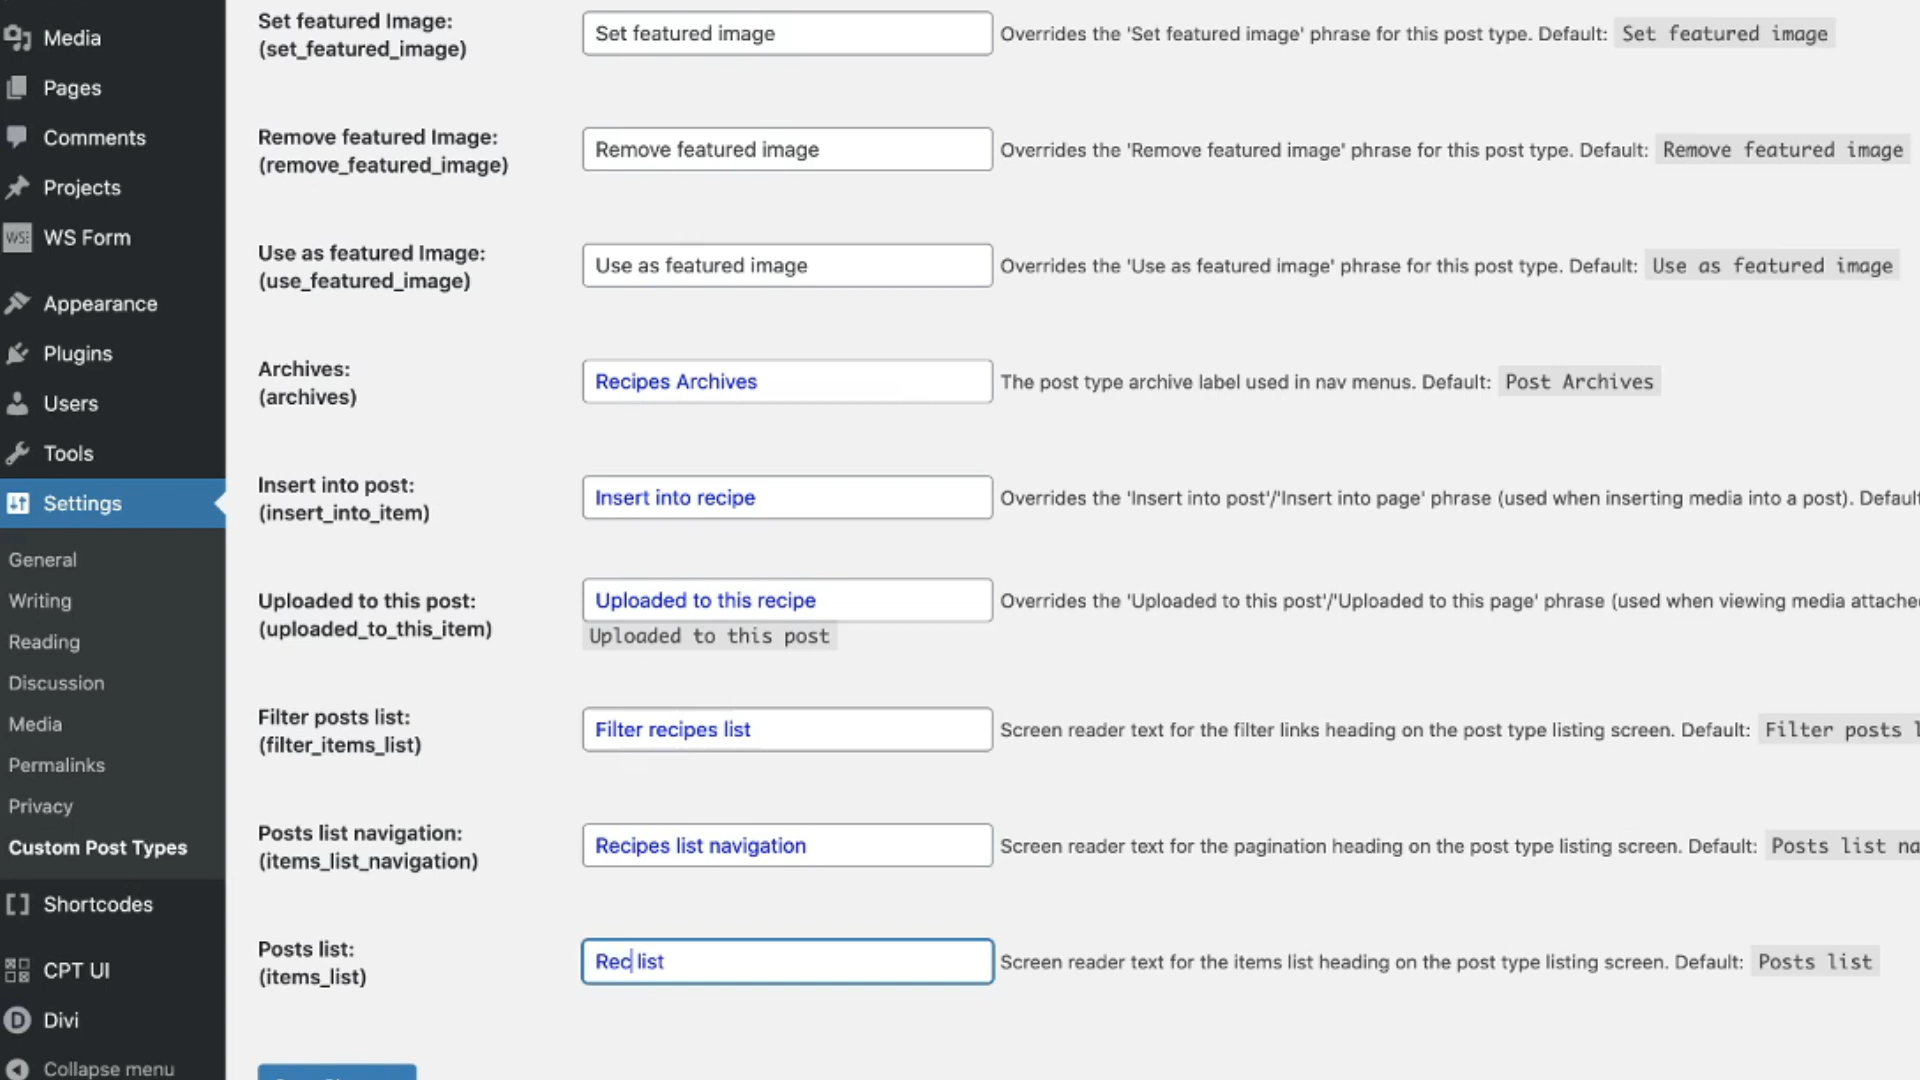 Media
Pages
Comments
Projects
WS Form
Appearance
Plugins
Users
Tools
Settings
General
Writing
Reading
Discussion
Media
Permalinks
Privacy
Custom Post Types
Shortcodes
CPT UI
Divi
Collapse menu
Set featured Image:
(set_featured_image)
Set featured image
Overrides the 'Set featured image' phrase for this post type. Default: Set featured image
Remove featured Image:
(remove_featured_image)
Remove featured image
Overrides the 'Remove featured image' phrase for this post type. Default: Remove featured image
Use as featured Image:
(use_featured_image)
Use as featured image
Overrides the 'Use as featured image' phrase for this post type. Default: Use as featured image
Archives:
(archives)
Recipes Archives
The post type archive label used in nav menus. Default: Post Archives
Insert into post:
(insert_into_item)
Insert into recipe
Overrides the 'Insert into post'/'Insert into page' phrase (used when inserting media into a post). Default
Uploaded to this post:
(uploaded_to_this_item)
Uploaded to this recipe
Overrides the 'Uploaded to this post'/'Uploaded to this page' phrase (used when viewing media attached
Uploaded to this post
Filter posts list:
(filter_items_list)
Filter recipes list
Screen reader text for the filter links heading on the post type listing screen. Default: Filter posts l
Posts list navigation:
(items_list_navigation)
Recipes list navigation
Screen reader text for the pagination heading on the post type listing screen. Default: Posts list na
Posts list:
(items_list)
Rec list
Screen reader text for the items list heading on the post type listing screen. Default: Posts list